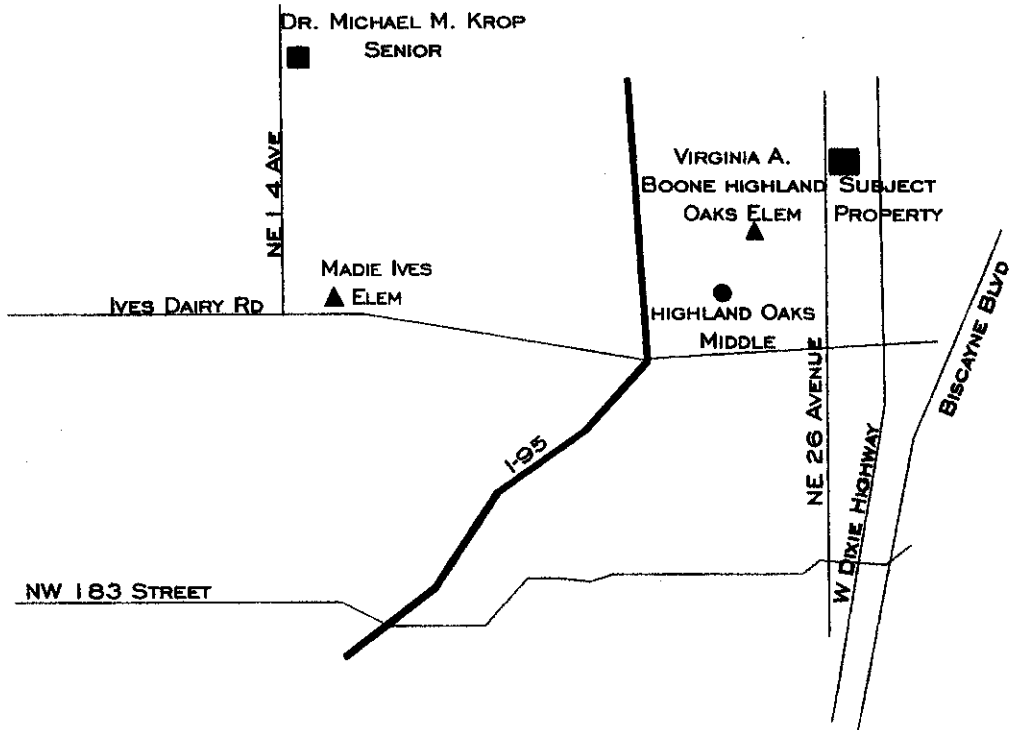 DR. MICHAEL M. KROP
SENIOR
NE 14 AVE
VIRGINIA A.
BOONE HIGHLAND
OAKS ELEM
SUBJECT
PROPERTY
MADIE IVES
ELEM
IVES DAIRY RD
HIGHLAND OAKS
MIDDLE
BISCAYNE BLVD
I-95
NE 26 AVENUE
W DIXIE HIGHWAY
NW 183 STREET